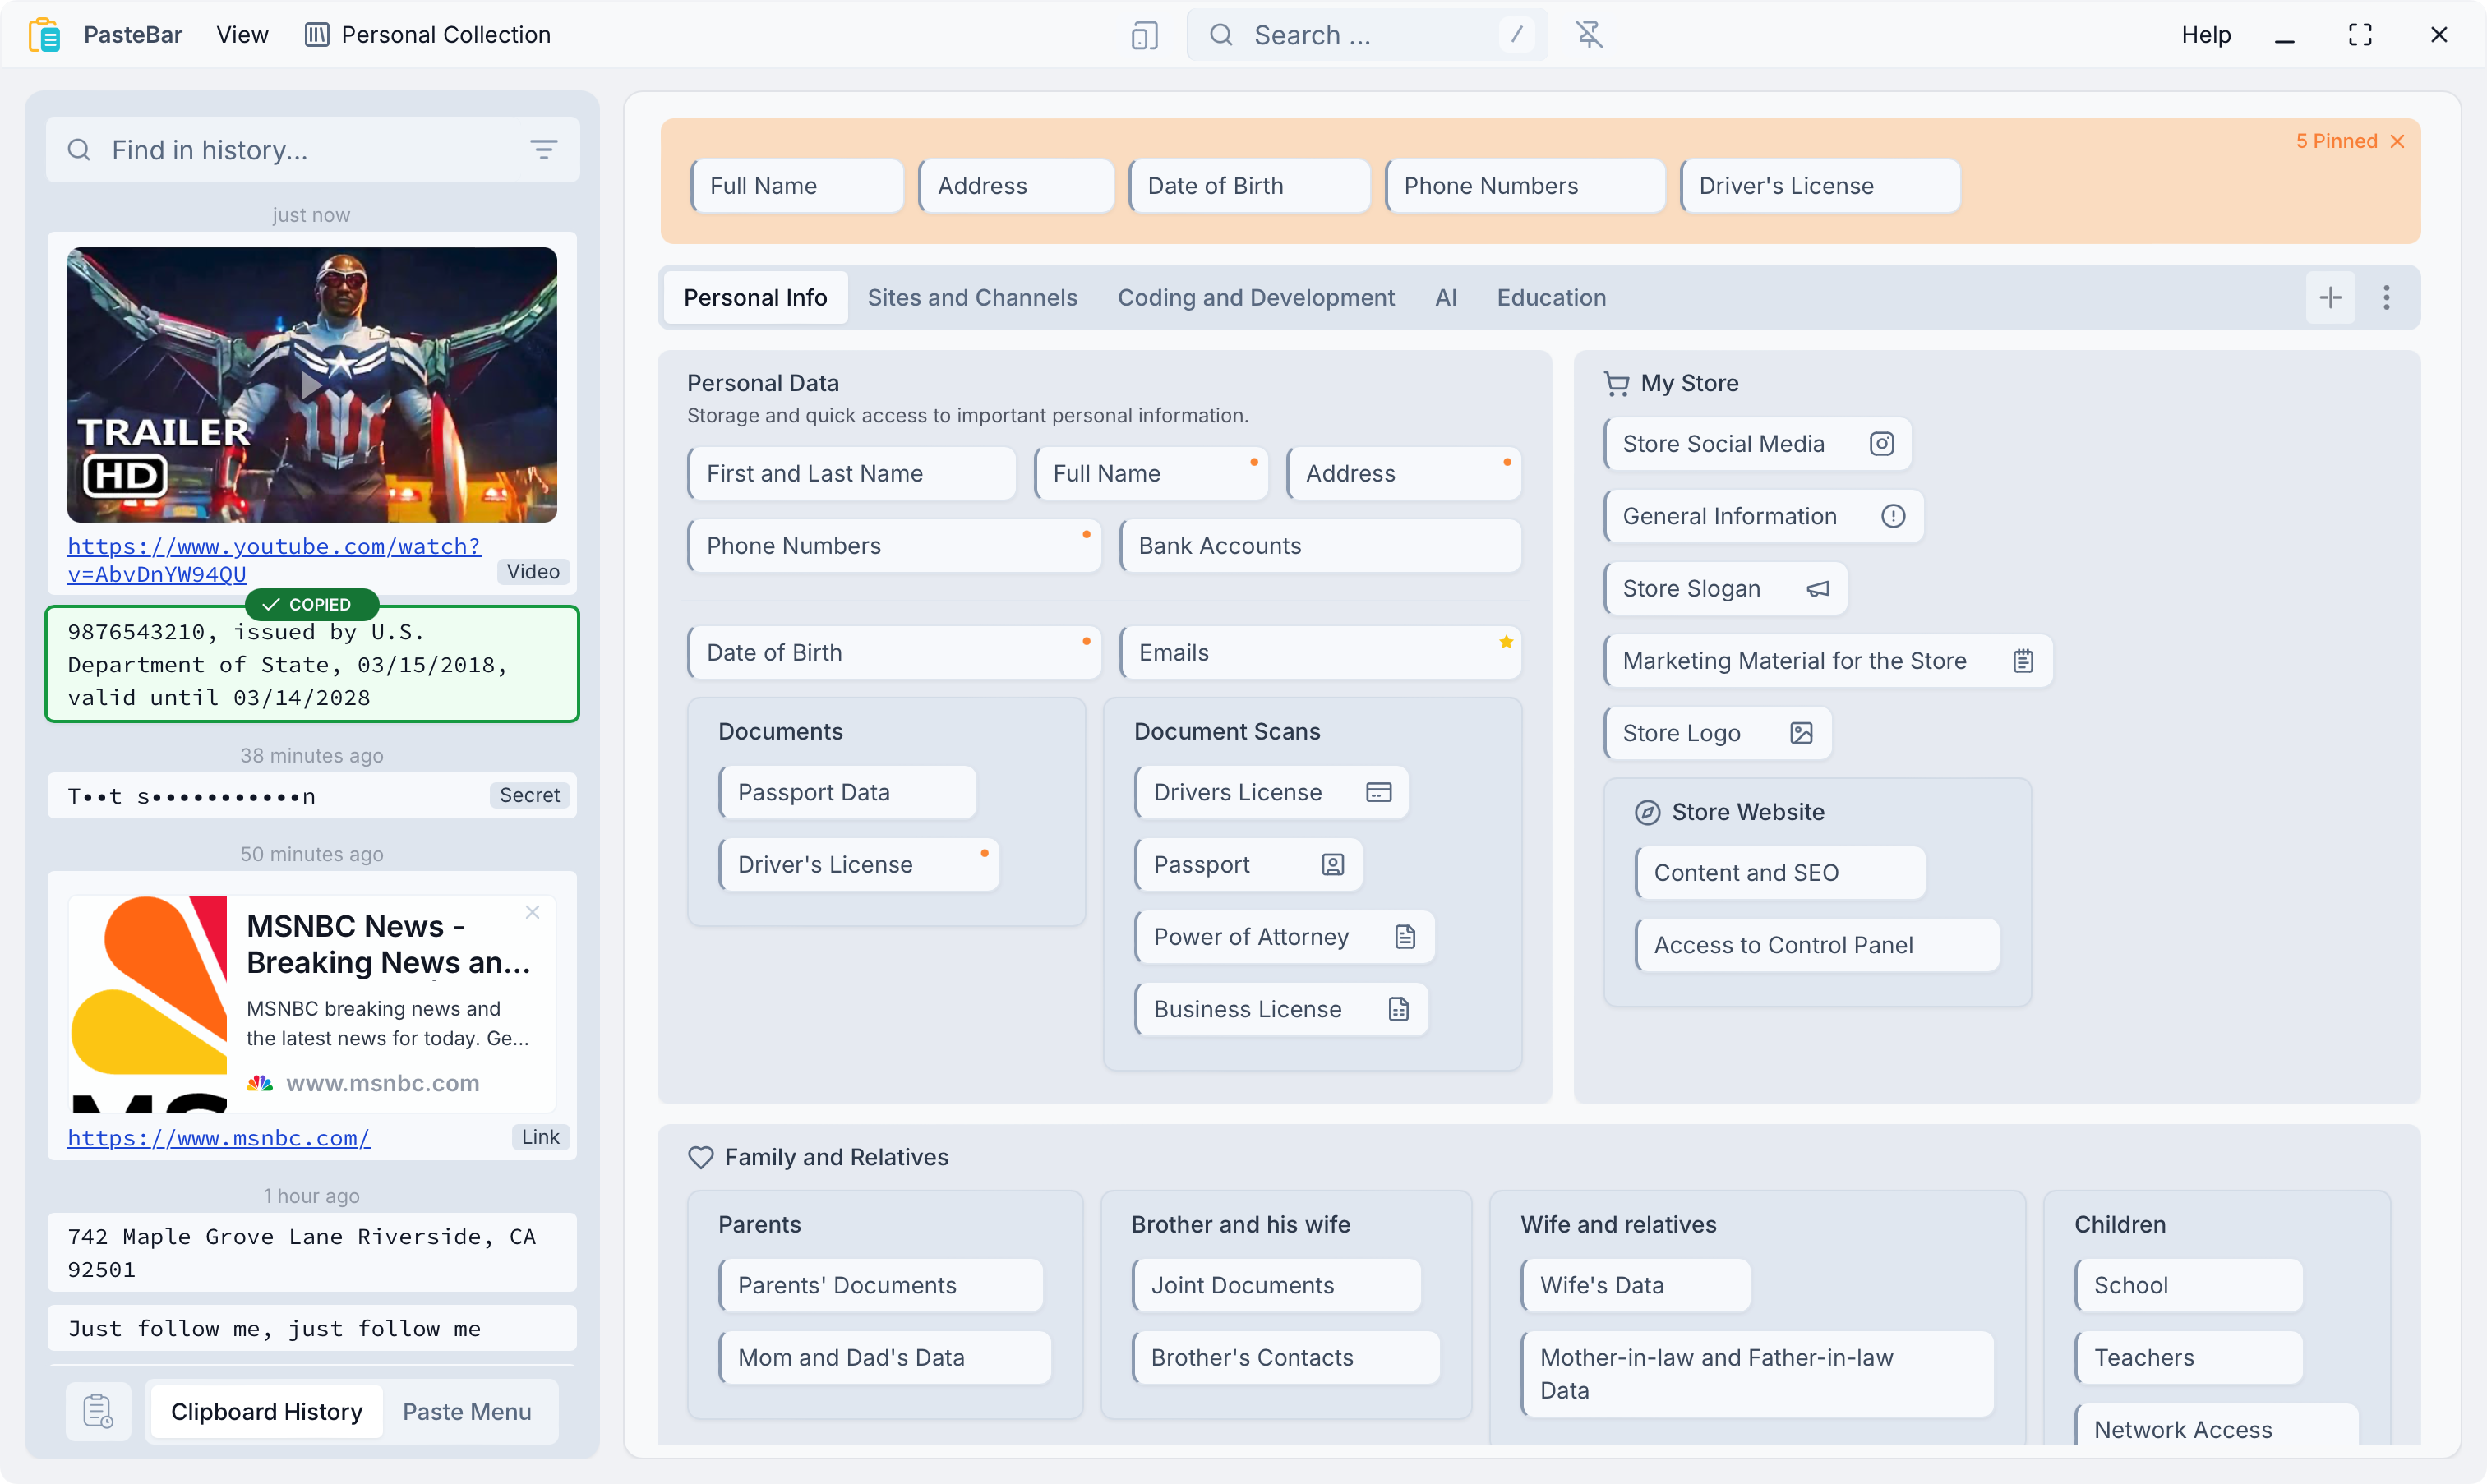 PasteBar
View
Personal Collection
Search ...
/
Help
Find in history...
just now
TRAILER
HD
https://www.youtube.com/watch?
v=AbvDnYW94QU
Video
COPIED
9876543210, issued by U.S.
Department of State, 03/15/2018,
valid until 03/14/2028
38 minutes ago
T••t s•••••••••••n
Secret
50 minutes ago
MSNBC News -
Breaking News an...
MSNBC breaking news and
the latest news for today. Ge...
www.msnbc.com
https://www.msnbc.com/
Link
1 hour ago
742 Maple Grove Lane Riverside, CA
92501
Just follow me, just follow me
Clipboard History
Paste Menu
5 Pinned
Full Name
Address
Date of Birth
Phone Numbers
Driver's License
Personal Info
Sites and Channels
Coding and Development
AI
Education
Personal Data
Storage and quick access to important personal information.
First and Last Name
Full Name
Address
Phone Numbers
Bank Accounts
Date of Birth
Emails
Documents
Passport Data
Driver's License
Document Scans
Drivers License
Passport
Power of Attorney
Business License
My Store
Store Social Media
General Information
Store Slogan
Marketing Material for the Store
Store Logo
Store Website
Content and SEO
Access to Control Panel
Family and Relatives
Parents
Parents' Documents
Mom and Dad's Data
Brother and his wife
Joint Documents
Brother's Contacts
Wife and relatives
Wife's Data
Mother-in-law and Father-in-law
Data
Children
School
Teachers
Network Access